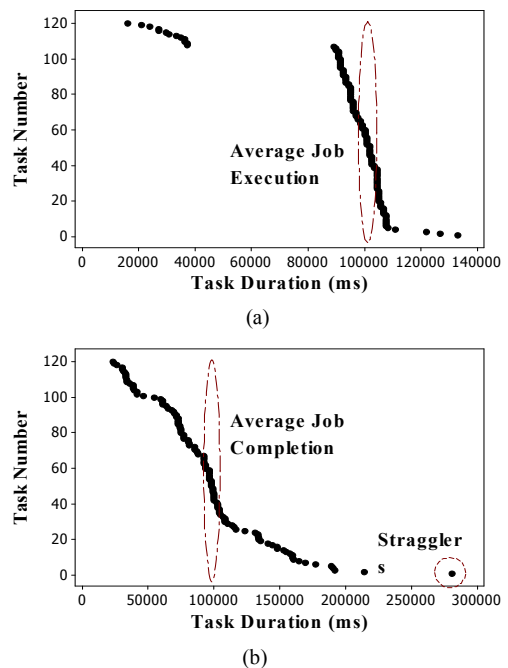 120
100
80
60
40
20
0
Task Number
Average Job
Execution
0 20000 40000 60000 80000 100000 120000 140000
Task Duration (ms)
(a)
120
100
80
60
40
20
0
Task Number
Average Job
Completion
Straggler
s
0 50000 100000 150000 200000 250000 300000
Task Duration (ms)
(b)